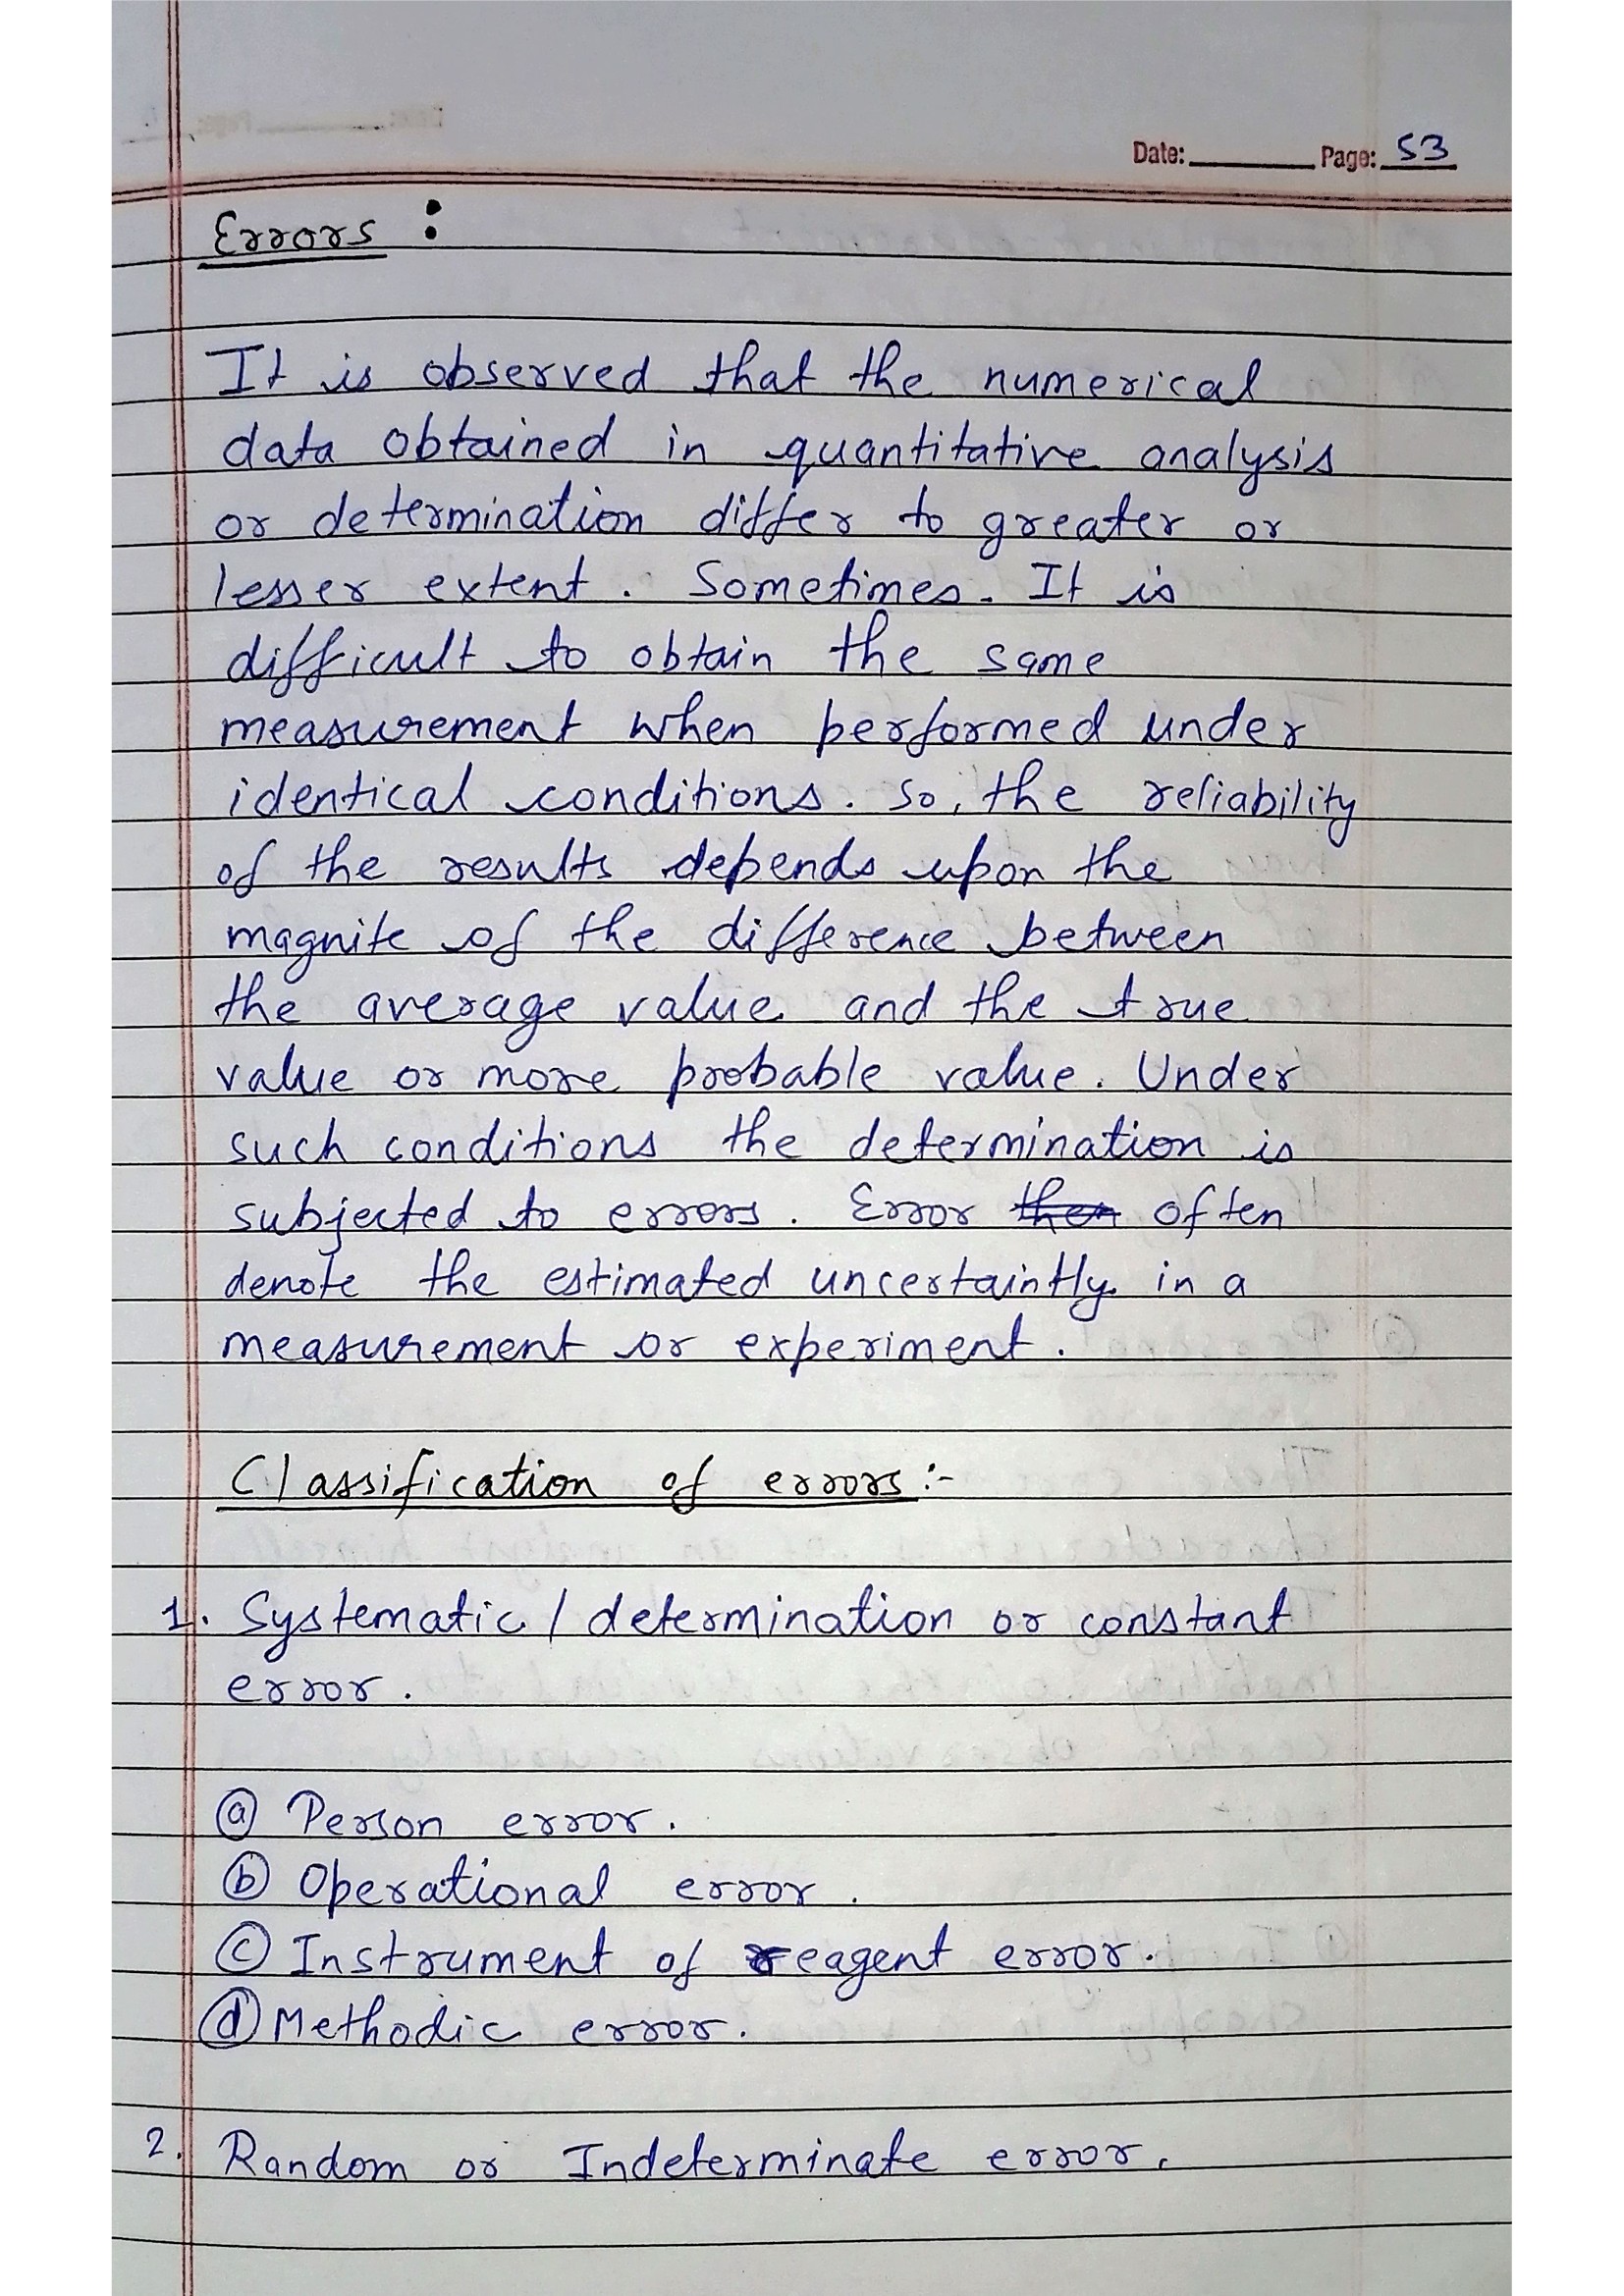 Date: Page: 53
Errors :
It is observed that the numerical
data obtained in quantitative analysis
or determination differ to greater or
lesser extent. Sometimes. It is
difficult to obtain the same
measurement when performed under
identical conditions. So, the reliability
of the results depends upon the
magnite of the difference between
the average value and the true
value or more probable value. Under
such conditions the determination is
subjected to errors. Error then often
denote the estimated uncertaintly in a
measurement or experiment.
Classification of errors :-
1. Systematic / determination or constant
error.
ⓐ Person error.
ⓑ Operational error.
ⓒ Instrument of reagent error.
ⓓ Methodic error.
2. Random or Indeterminate error.